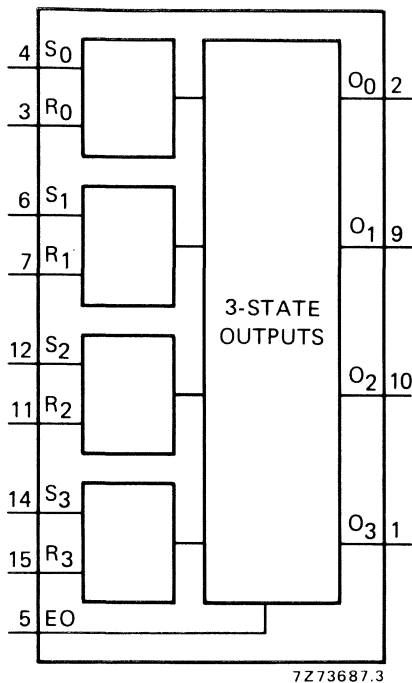 4 S0
O0 2
3 R0
6 S1
O1 9
7 R1
3-STATE
OUTPUTS
12 S2
O2 10
11 R2
14 S3
O3 1
15 R3
5 EO
7Z73687.3